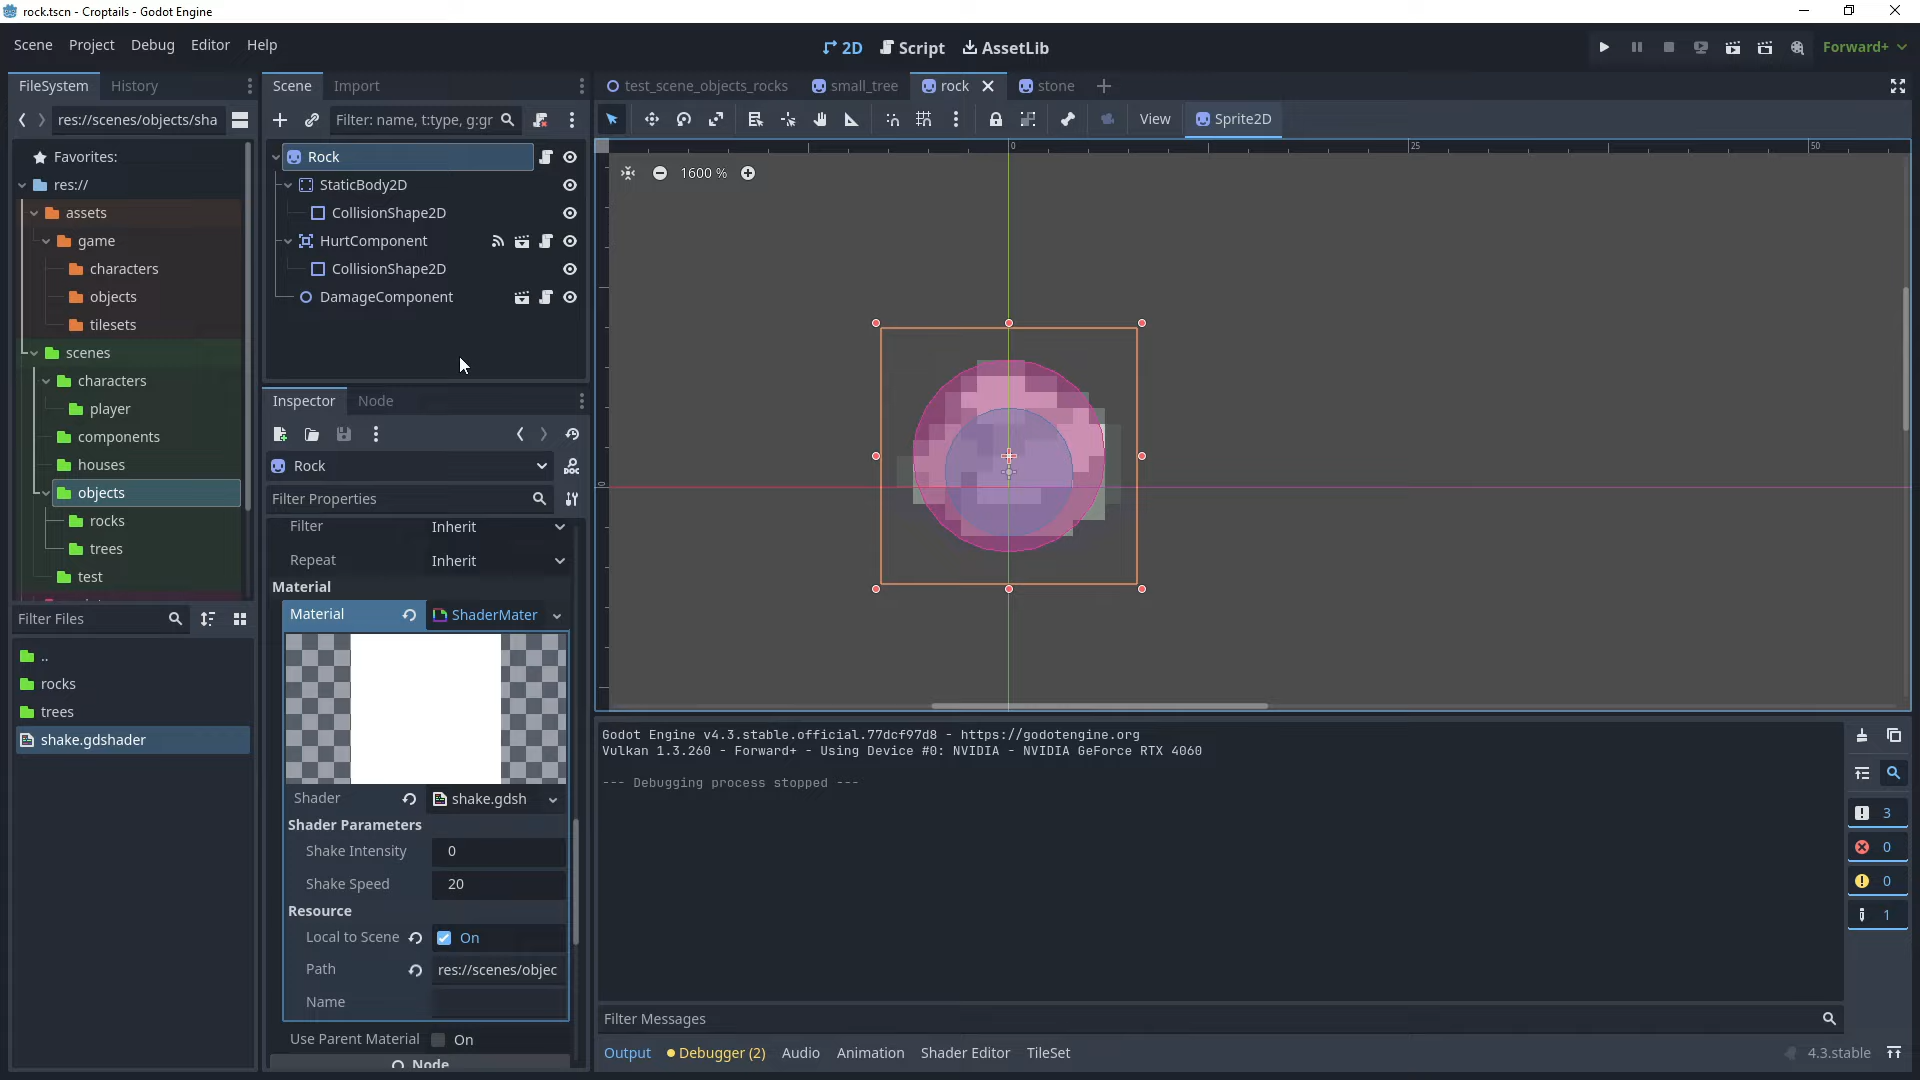 rock.tscn - Croptails - Godot Engine
Scene Project Debug Editor Help
2D Script AssetLib
Forward+
FileSystem History
Scene Import
test_scene_objects_rocks small_tree rock stone
res://scenes/objects/sha
Filter: name, t:type, g:gr
View Sprite2D
Favorites:
res://
assets
game
characters
objects
tilesets
scenes
characters
player
components
houses
objects
rocks
trees
test
Filter Files
..
rocks
trees
shake.gdshader
Rock
StaticBody2D
CollisionShape2D
HurtComponent
CollisionShape2D
DamageComponent
Inspector Node
Rock
Filter Properties
Filter Inherit
Repeat Inherit
Material
Material ShaderMater
Shader shake.gdsh
Shader Parameters
Shake Intensity 0
Shake Speed 20
Resource
Local to Scene On
Path res://scenes/objec
Name
Use Parent Material On
Node
0 25 50
1600 %
0
Godot Engine v4.3.stable.official.77dcf97d8 - https://godotengine.org
Vulkan 1.3.260 - Forward+ - Using Device #0: NVIDIA - NVIDIA GeForce RTX 4060
--- Debugging process stopped ---
3
0
0
1
Filter Messages
Output Debugger (2) Audio Animation Shader Editor TileSet
4.3.stable